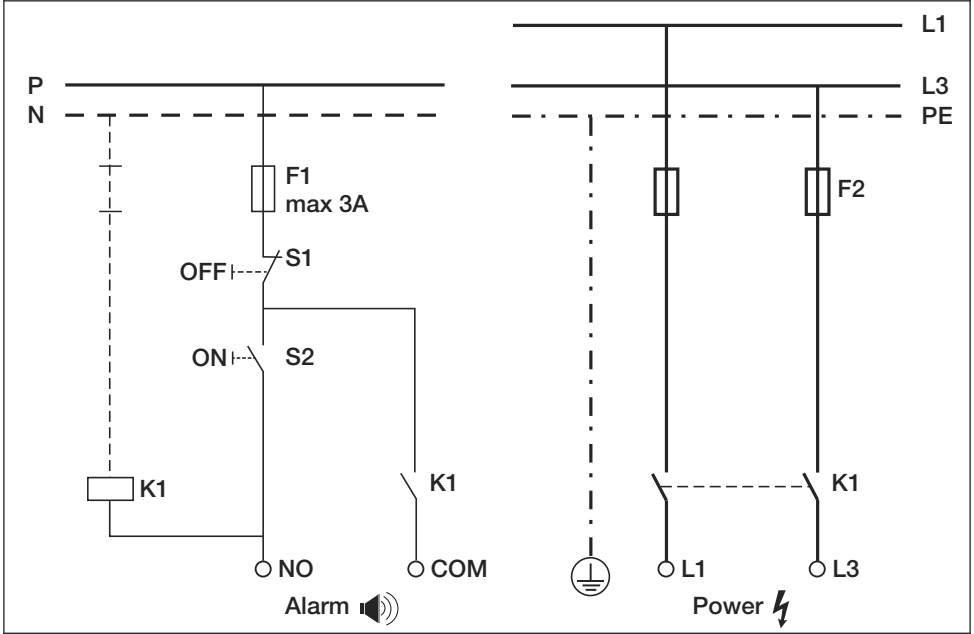 L1
P
L3
N
PE
F1
max 3A
F2
S1
OFF
ON
S2
K1
K1
K1
NO
COM
L1
L3
Alarm
Power